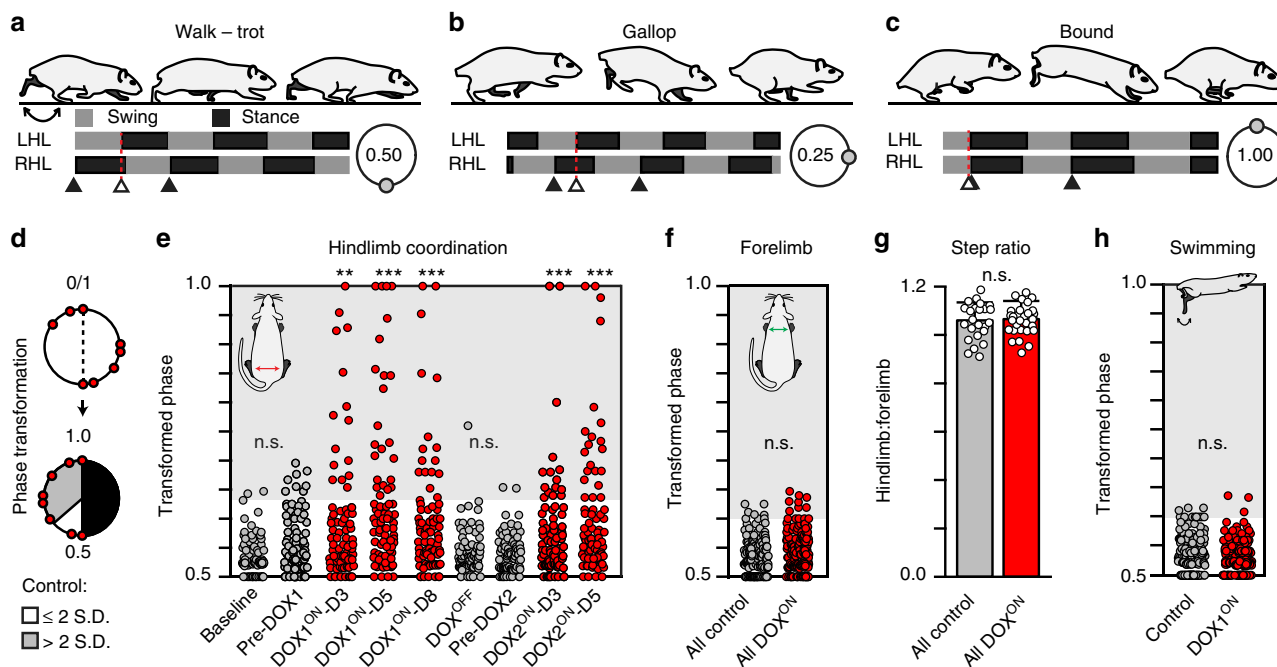 a
Walk – trot
Swing
Stance
LHL
RHL
0.50
b
Gallop
LHL
RHL
0.25
c
Bound
LHL
RHL
1.00
d
Phase transformation
0/1
1.0
0.5
Control:
≤ 2 S.D.
> 2 S.D.
e
Hindlimb coordination
** *** *** *** ***
Transformed phase
1.0
0.5
n.s.
n.s.
Baseline
Pre-DOX1
DOX1ON-D3
DOX1ON-D5
DOX1ON-D8
DOXOFF
Pre-DOX2
DOX2ON-D3
DOX2ON-D5
f
Forelimb
Transformed phase
1.0
0.5
n.s.
All control
All DOXON
g
Step ratio
n.s.
Hindlimb:forelimb
1.2
0.0
All control
All DOXON
h
Swimming
Transformed phase
1.0
0.5
n.s.
Control
DOX1ON